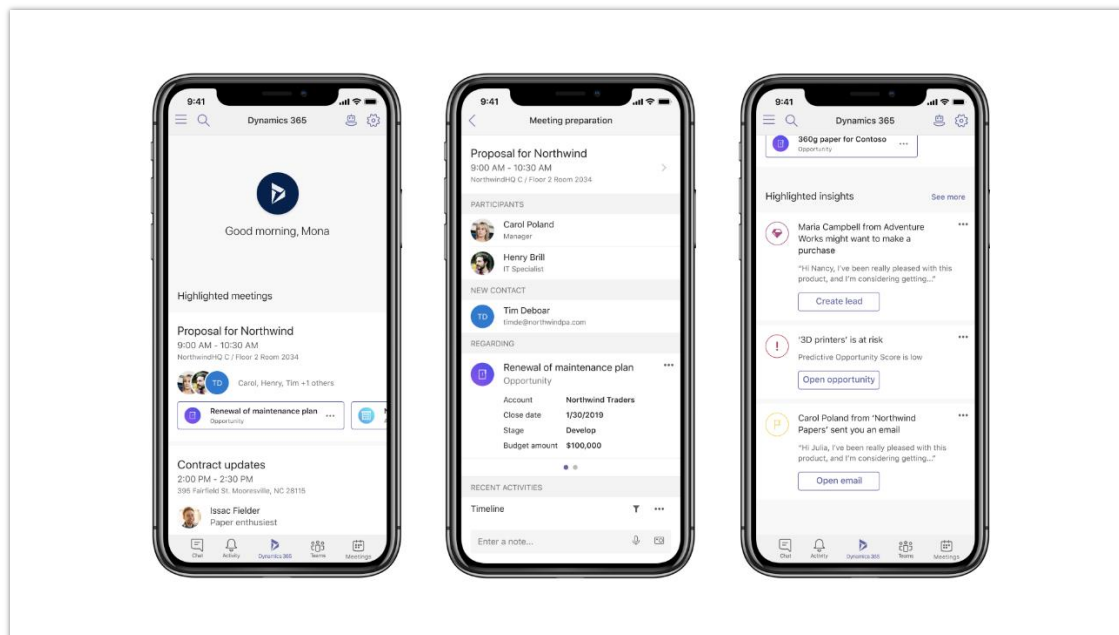 9:41
Dynamics 365
Good morning, Mona
Highlighted meetings
Proposal for Northwind
9:00 AM - 10:30 AM
NorthwindHQ C / Floor 2 Room 2034
TD
Carol, Henry, Tim +1 others
Renewal of maintenance plan
Opportunity
Contract updates
2:00 PM - 2:30 PM
395 Fairfield St. Mooresville, NC 28115
Issac Fielder
Paper enthusiest
Chat Activity Dynamics 365 Teams Meetings
9:41
Meeting preparation
Proposal for Northwind
9:00 AM - 10:30 AM
NorthwindHQ C / Floor 2 Room 2034
PARTICIPANTS
Carol Poland
Manager
Henry Brill
IT Specialist
NEW CONTACT
TD
Tim Deboar
timde@northwindpa.com
REGARDING
Renewal of maintenance plan
Opportunity
Account Northwind Traders
Close date 1/30/2019
Stage Develop
Budget amount $100,000
RECENT ACTIVITIES
Timeline
Enter a note...
9:41
Dynamics 365
360g paper for Contoso
Opportunity
Highlighted insights See more
Maria Campbell from Adventure
Works might want to make a
purchase
"Hi Nancy, I've been really pleased with this
product, and I'm considering getting..."
Create lead
'3D printers' is at risk
Predictive Opportunity Score is low
Open opportunity
Carol Poland from 'Northwind
Papers' sent you an email
"Hi Julia, I've been really pleased with this
product, and I'm considering getting..."
Open email
Chat Activity Dynamics 365 Teams Meetings